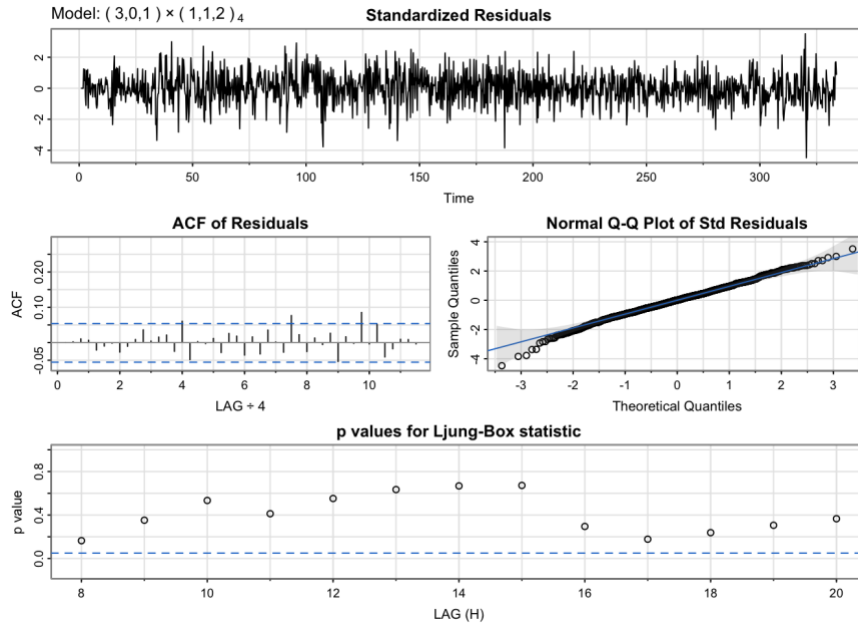 Model: ( 3,0,1 ) × ( 1,1,2 ) 4
Standardized Residuals
2
0
-2
-4
0 50 100 150 200 250 300
Time
ACF of Residuals
ACF
0.20
0.10
-0.05
0 2 4 6 8 10
LAG ÷ 4
Normal Q-Q Plot of Std Residuals
Sample Quantiles
4
2
0
-2
-4
-3 -2 -1 0 1 2 3
Theoretical Quantiles
p values for Ljung-Box statistic
p value
0.8
0.4
0.0
8 10 12 14 16 18 20
LAG (H)